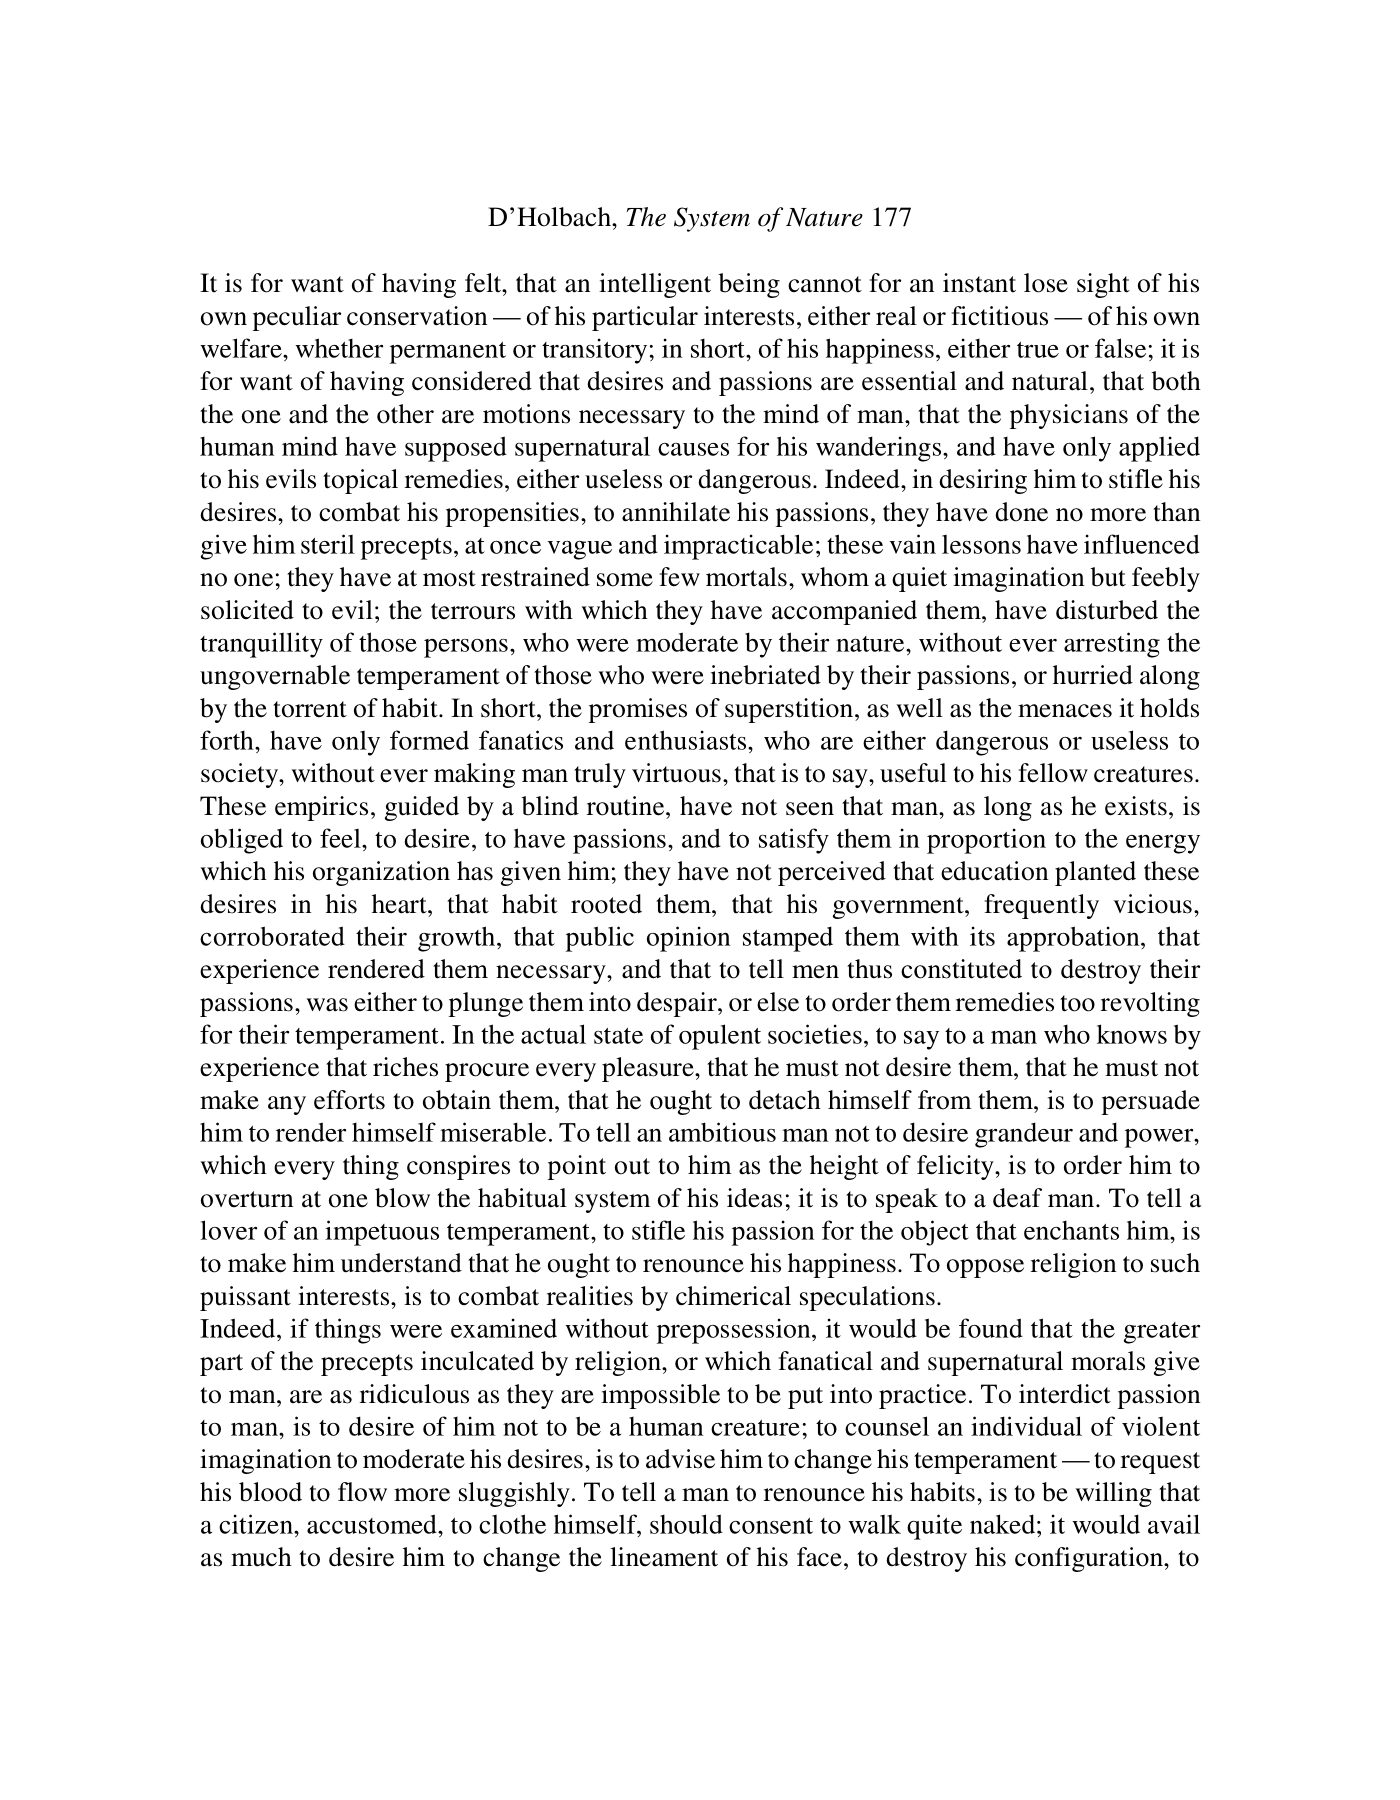 D’Holbach, The System of Nature 177
It is for want of having felt, that an intelligent being cannot for an instant lose sight of his
own peculiar conservation — of his particular interests, either real or fictitious — of his own
welfare, whether permanent or transitory; in short, of his happiness, either true or false; it is
for want of having considered that desires and passions are essential and natural, that both
the one and the other are motions necessary to the mind of man, that the physicians of the
human mind have supposed supernatural causes for his wanderings, and have only applied
to his evils topical remedies, either useless or dangerous. Indeed, in desiring him to stifle his
desires, to combat his propensities, to annihilate his passions, they have done no more than
give him steril precepts, at once vague and impracticable; these vain lessons have influenced
no one; they have at most restrained some few mortals, whom a quiet imagination but feebly
solicited to evil; the terrours with which they have accompanied them, have disturbed the
tranquillity of those persons, who were moderate by their nature, without ever arresting the
ungovernable temperament of those who were inebriated by their passions, or hurried along
by the torrent of habit. In short, the promises of superstition, as well as the menaces it holds
forth, have only formed fanatics and enthusiasts, who are either dangerous or useless to
society, without ever making man truly virtuous, that is to say, useful to his fellow creatures.
These empirics, guided by a blind routine, have not seen that man, as long as he exists, is
obliged to feel, to desire, to have passions, and to satisfy them in proportion to the energy
which his organization has given him; they have not perceived that education planted these
desires in his heart, that habit rooted them, that his government, frequently vicious,
corroborated their growth, that public opinion stamped them with its approbation, that
experience rendered them necessary, and that to tell men thus constituted to destroy their
passions, was either to plunge them into despair, or else to order them remedies too revolting
for their temperament. In the actual state of opulent societies, to say to a man who knows by
experience that riches procure every pleasure, that he must not desire them, that he must not
make any efforts to obtain them, that he ought to detach himself from them, is to persuade
him to render himself miserable. To tell an ambitious man not to desire grandeur and power,
which every thing conspires to point out to him as the height of felicity, is to order him to
overturn at one blow the habitual system of his ideas; it is to speak to a deaf man. To tell a
lover of an impetuous temperament, to stifle his passion for the object that enchants him, is
to make him understand that he ought to renounce his happiness. To oppose religion to such
puissant interests, is to combat realities by chimerical speculations.
Indeed, if things were examined without prepossession, it would be found that the greater
part of the precepts inculcated by religion, or which fanatical and supernatural morals give
to man, are as ridiculous as they are impossible to be put into practice. To interdict passion
to man, is to desire of him not to be a human creature; to counsel an individual of violent
imagination to moderate his desires, is to advise him to change his temperament — to request
his blood to flow more sluggishly. To tell a man to renounce his habits, is to be willing that
a citizen, accustomed, to clothe himself, should consent to walk quite naked; it would avail
as much to desire him to change the lineament of his face, to destroy his configuration, to